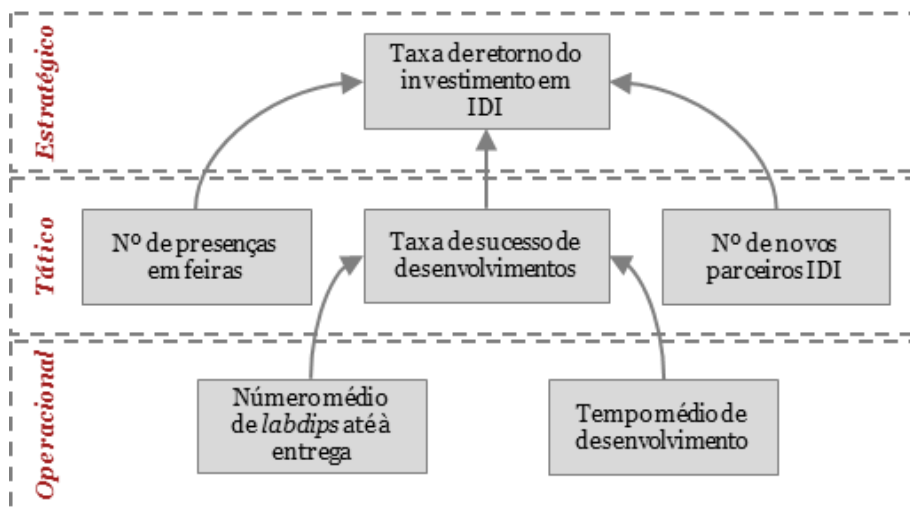 Estratégico
Taxa de retorno do
investimento em
IDI
Tático
Nº de presenças
em feiras
Taxa de sucesso de
desenvolvimentos
Nº de novos
parceiros IDI
Operacional
Número médio
de labdips até à
entrega
Tempo médio de
desenvolvimento